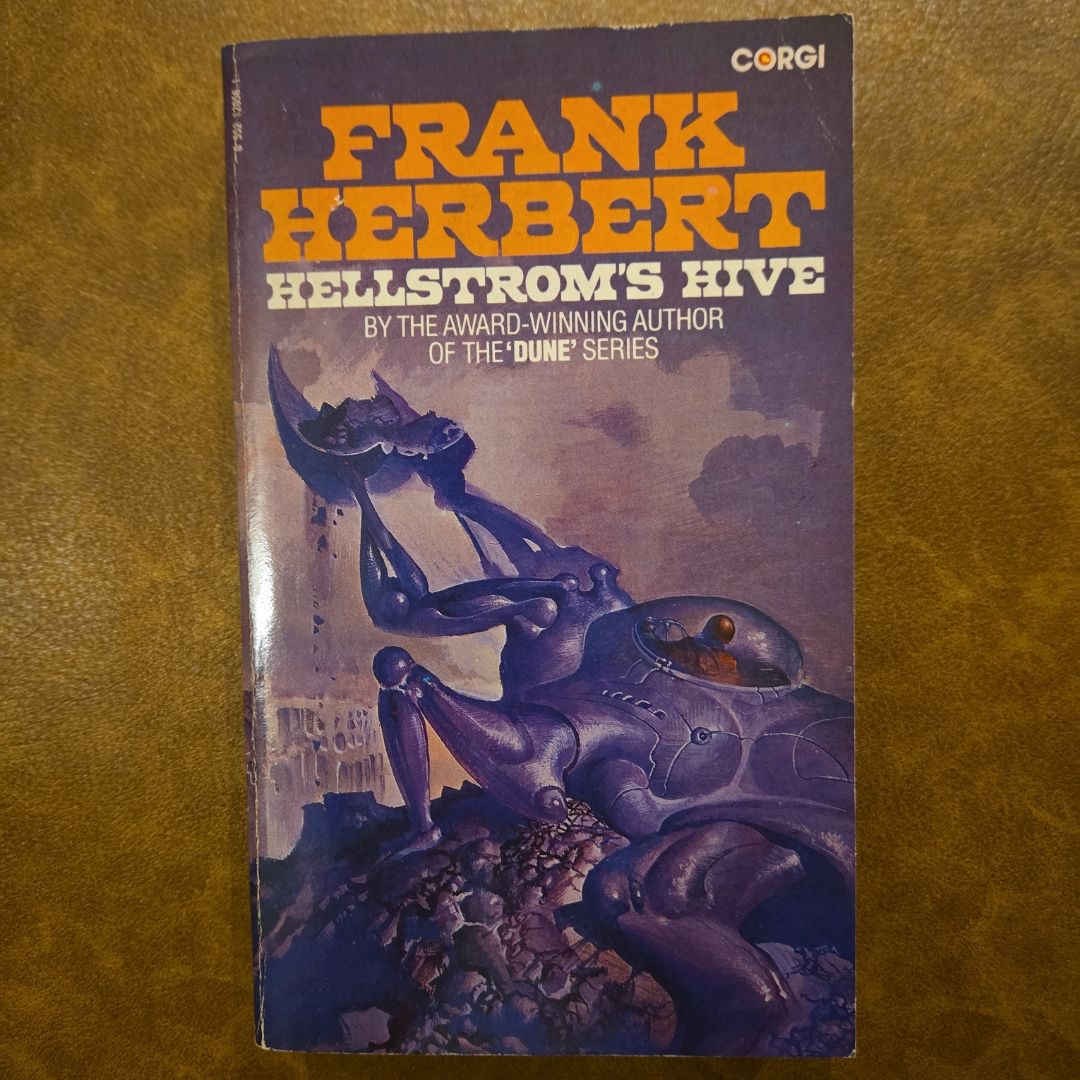 CORGI
FRANK
HERBERT
HELLSTROM'S HIVE
BY THE AWARD-WINNING AUTHOR
OF THE 'DUNE' SERIES